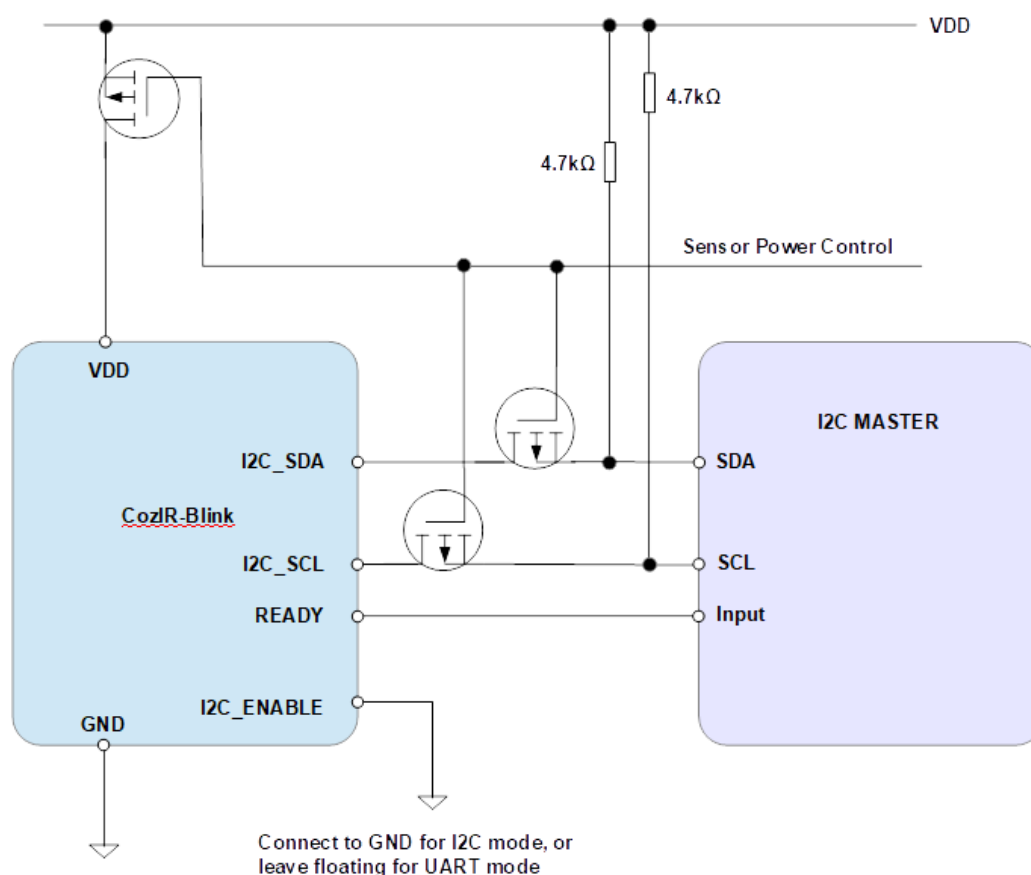 VDD
4.7kΩ
4.7kΩ
Sensor Power Control
VDD
I2C MASTER
I2C_SDA
SDA
CozIR-Blink
I2C_SCL
SCL
READY
Input
I2C_ENABLE
GND
Connect to GND for I2C mode, or
leave floating for UART mode